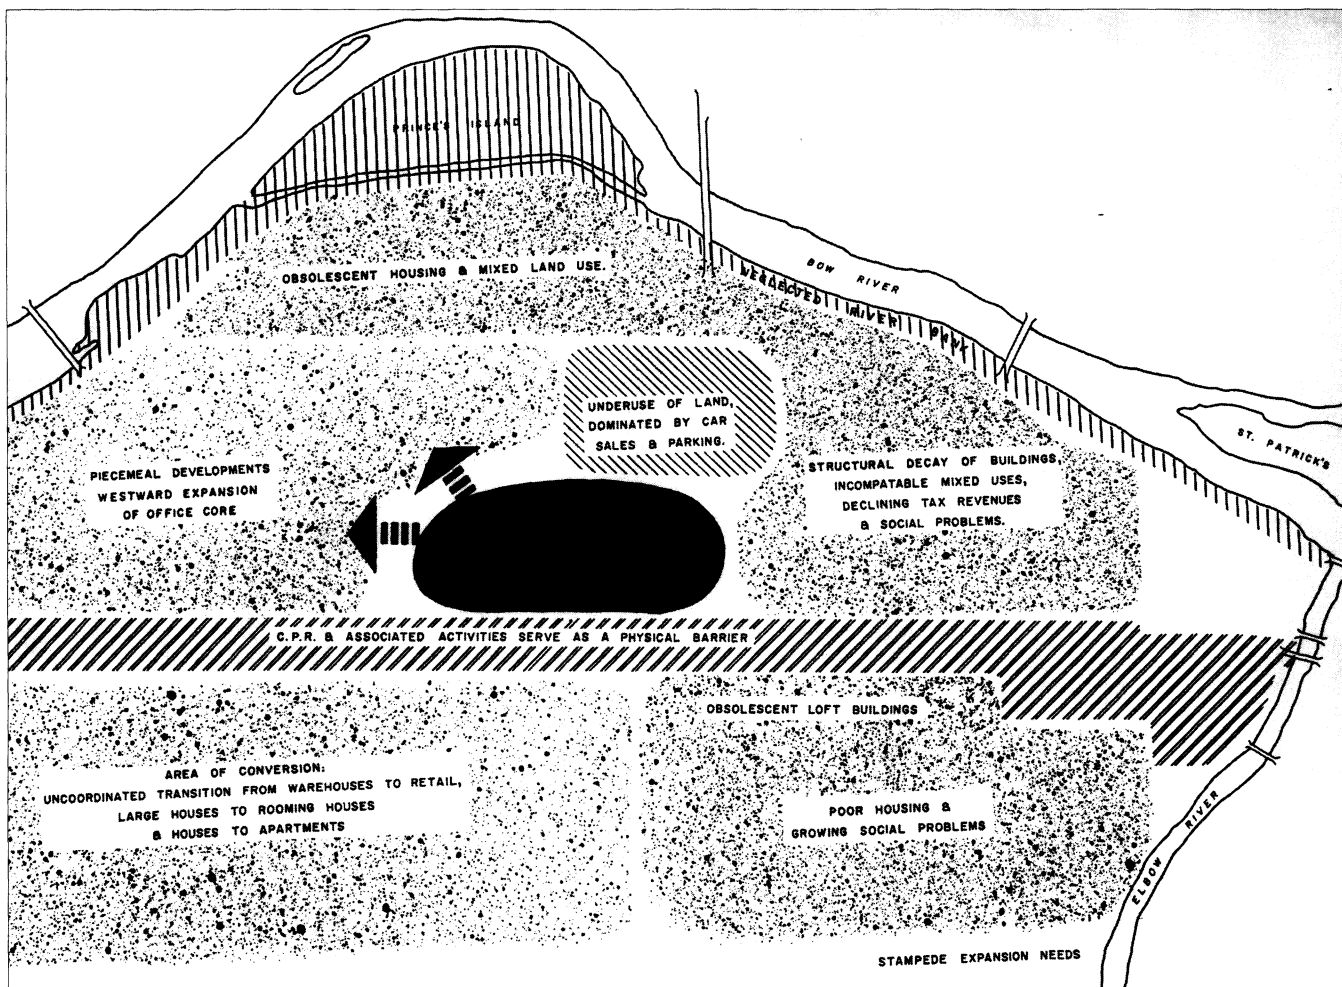 PRINCE'S ISLAND
OBSOLESCENT HOUSING & MIXED LAND USE.
BOW RIVER
NEGLECTED RIVER BANK
UNDERUSE OF LAND,
DOMINATED BY CAR
SALES & PARKING.
ST. PATRICK'S
PIECEMEAL DEVELOPMENTS
WESTWARD EXPANSION
OF OFFICE CORE
STRUCTURAL DECAY OF BUILDINGS,
INCOMPATABLE MIXED USES,
DECLINING TAX REVENUES
& SOCIAL PROBLEMS.
C.P.R. & ASSOCIATED ACTIVITIES SERVE AS A PHYSICAL BARRIER
OBSOLESCENT LOFT BUILDINGS
AREA OF CONVERSION:
UNCOORDINATED TRANSITION FROM WAREHOUSES TO RETAIL,
LARGE HOUSES TO ROOMING HOUSES
& HOUSES TO APARTMENTS
POOR HOUSING &
GROWING SOCIAL PROBLEMS
ELBOW RIVER
STAMPEDE EXPANSION NEEDS